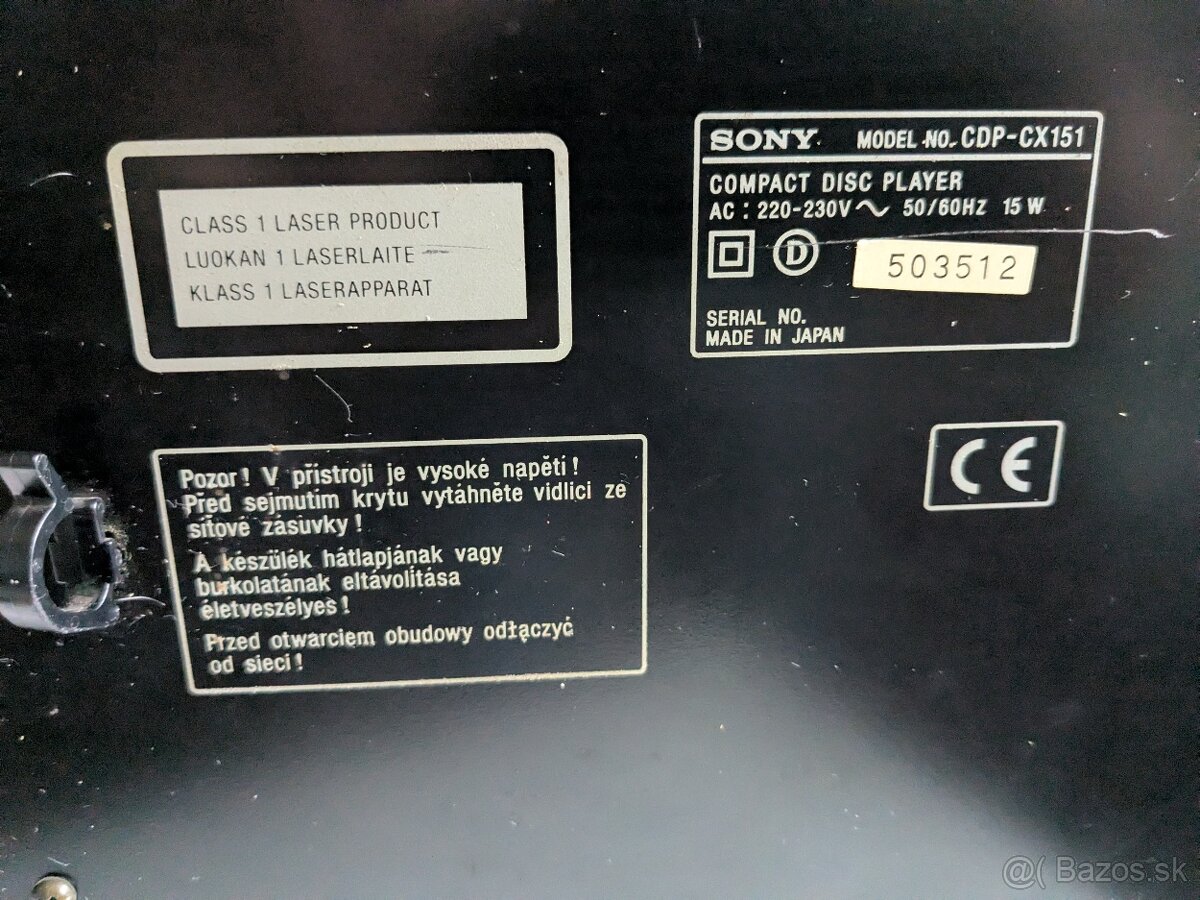 CLASS 1 LASER PRODUCT
LUOKAN 1 LASERLAITE
KLASS 1 LASERAPPARAT
SONY. MODEL NO. CDP-CX151
COMPACT DISC PLAYER
AC : 220-230V～ 50/60HZ 15 W
D
503512
SERIAL NO.
MADE IN JAPAN
CE
Pozor! V přístroji je vysoké napětí!
Před sejmutím krytu vytáhněte vidlici ze
síťové zásuvky!
A készülék hátlapjának vagy
burkolatának eltávolítása
életveszélyes!
Przed otwarciem obudowy odłączyć
od sieci!
@( Bazos.sk